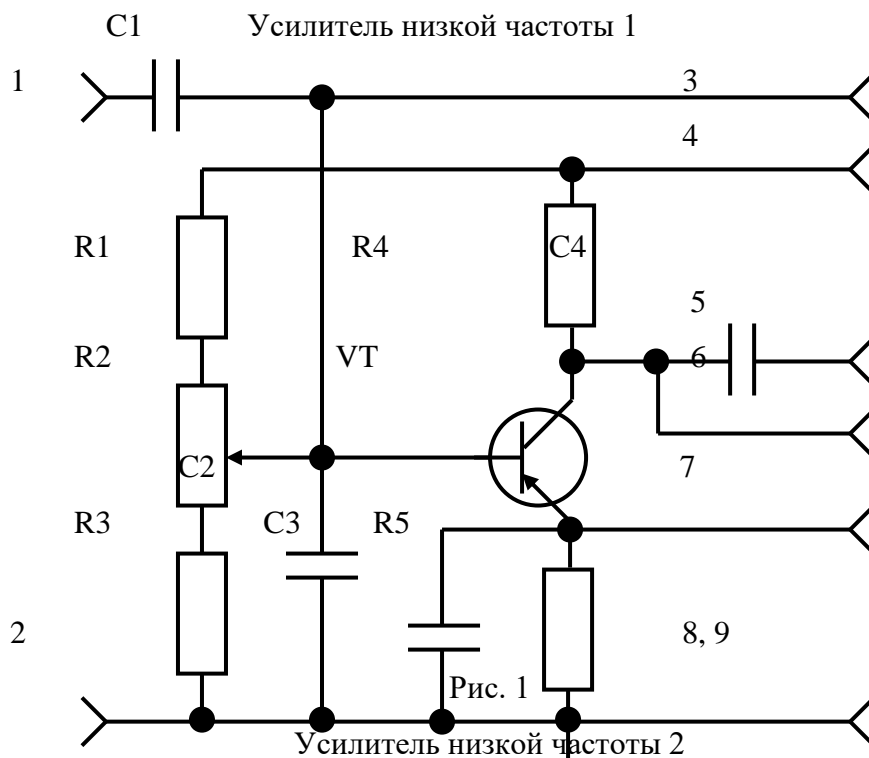 C1 Усилитель низкой частоты 1
1 3
4
R1 R4 C4
5
R2 VT 6
C2 7
R3 C3 R5
2 8, 9
Рис. 1
Усилитель низкой частоты 2